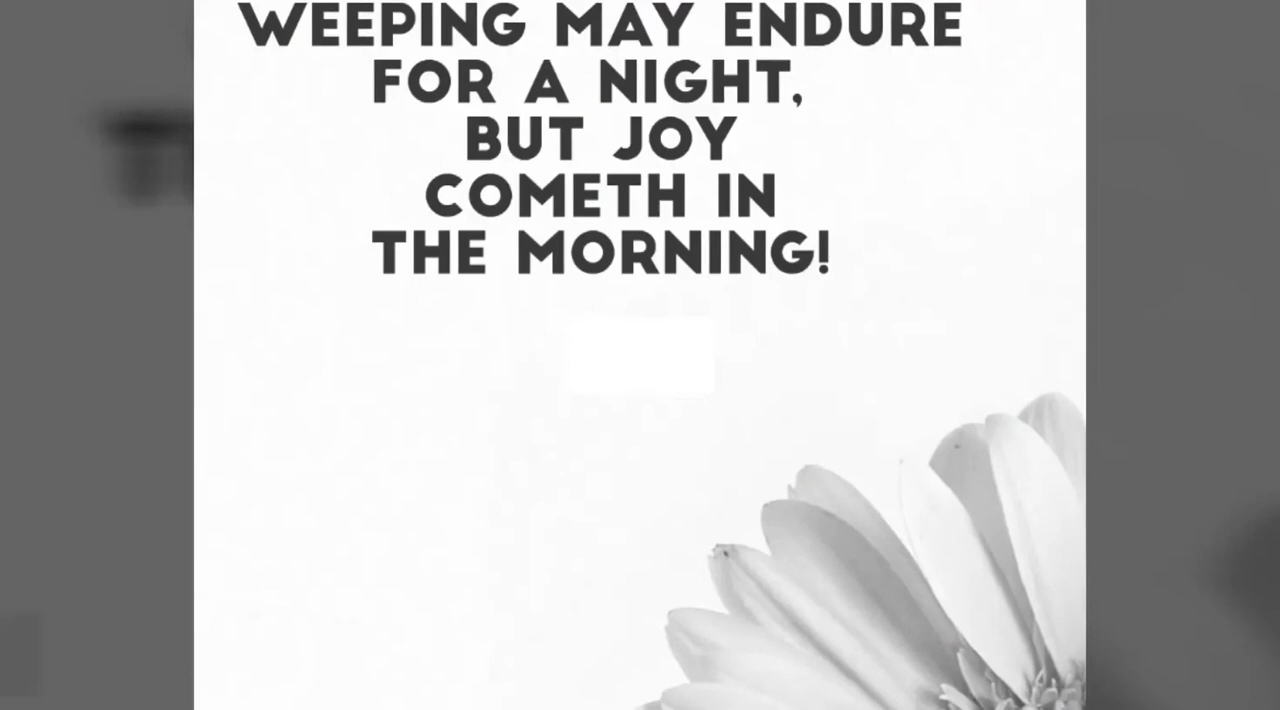 WEEPING MAY ENDURE
FOR A NIGHT,
BUT JOY
COMETH IN
THE MORNING!